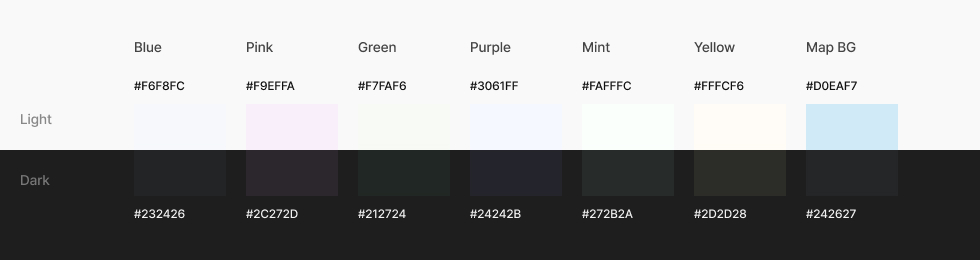 Blue Pink Green Purple Mint Yellow Map BG
#F6F8FC #F9EFFA #F7FAF6 #3061FF #FAFFFC #FFFCF6 #D0EAF7
Light
Dark
#232426 #2C272D #212724 #24242B #272B2A #2D2D28 #242627